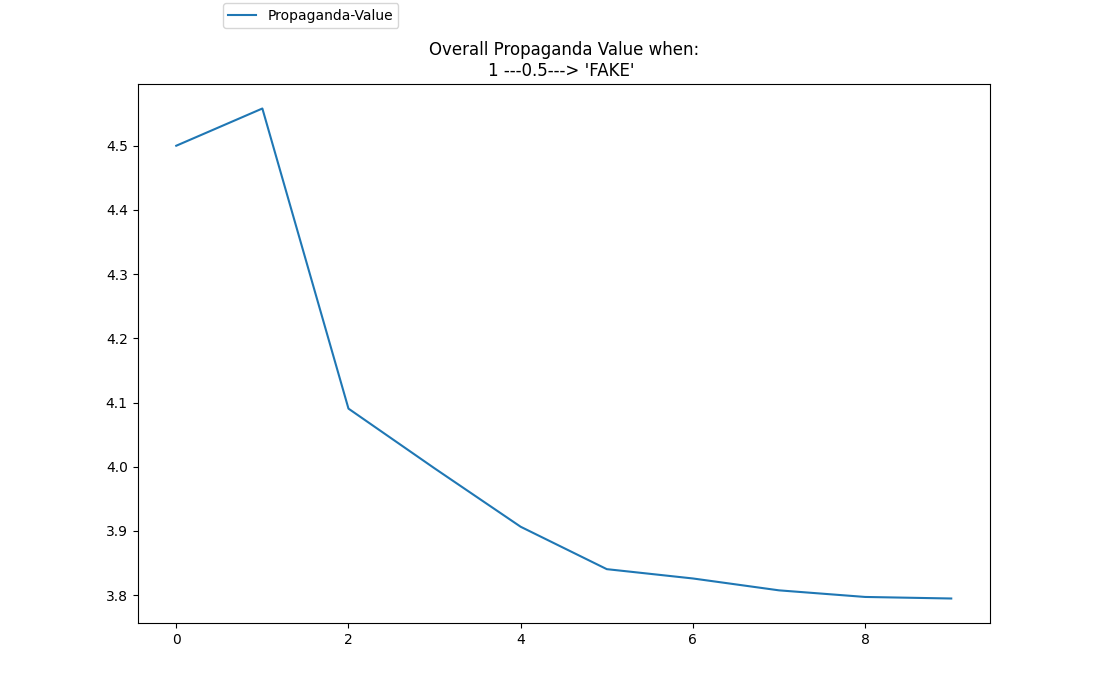 Propaganda-Value
Overall Propaganda Value when:
1 ---0.5---> 'FAKE'
4.5
4.4
4.3
4.2
4.1
4.0
3.9
3.8
0 2 4 6 8